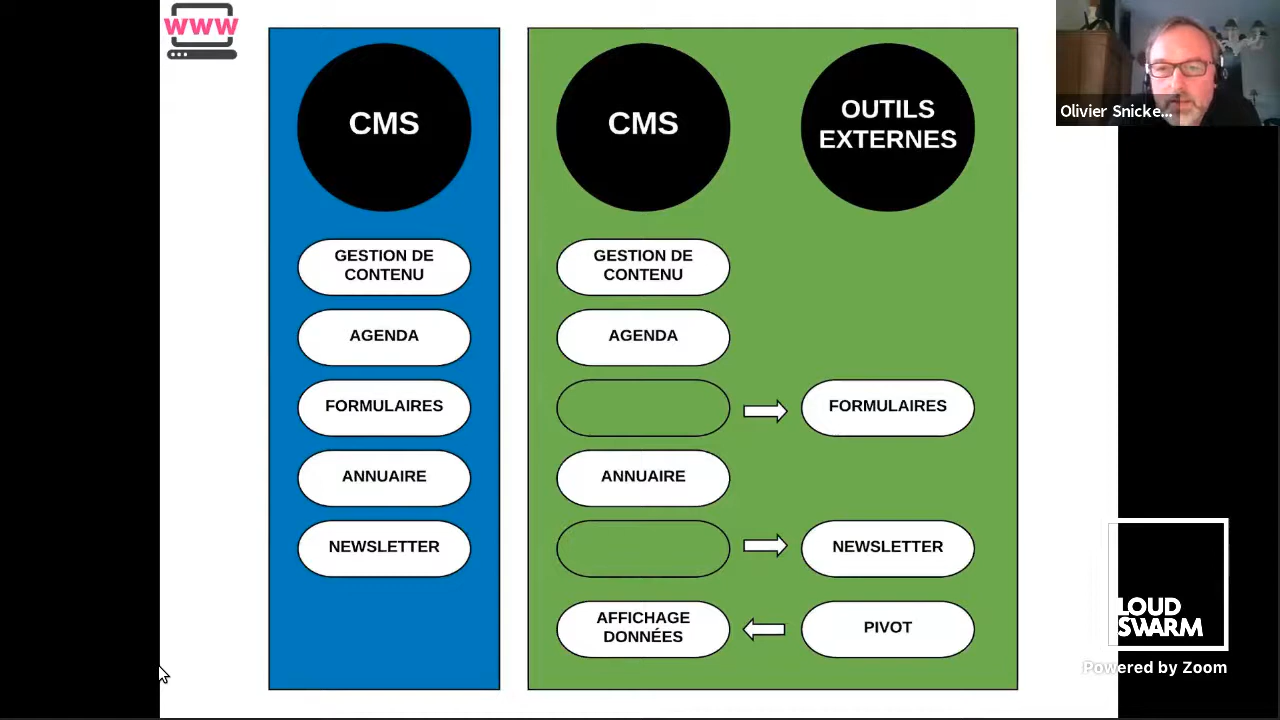 WWW
CMS
CMS
OUTILS
EXTERNES
Olivier Snicke...
GESTION DE
CONTENU
GESTION DE
CONTENU
AGENDA
AGENDA
FORMULAIRES
FORMULAIRES
ANNUAIRE
ANNUAIRE
NEWSLETTER
NEWSLETTER
AFFICHAGE
DONNÉES
PIVOT
LOUD
SWARM
Powered by Zoom